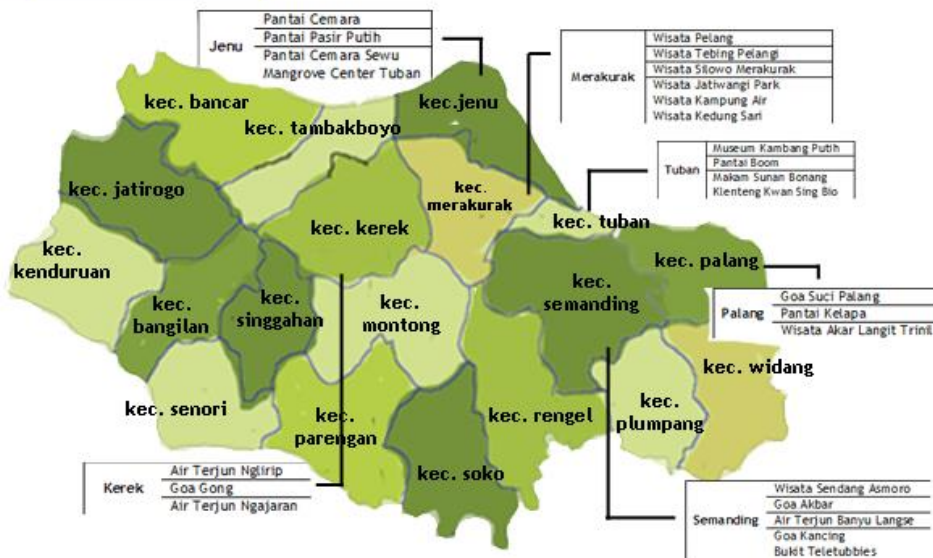 Jenu
Pantai Cemara
Pantai Pasir Putih
Pantai Cemara Sewu
Mangrove Center Tuban
Merakurak
Wisata Pelang
Wisata Tebing Pelangi
Wisata Silowo Merakurak
Wisata Jatiwangi Park
Wisata Kampung Air
Wisata Kedung Sari
Tuban
Museum Kambang Putih
Pantai Boom
Makam Sunan Bonang
Klenteng Kwan Sing Bio
kec. bancar
kec.jenu
kec. tambakboyo
kec. jatirogo
kec. kerek
kec.
merakurak
kec. tuban
kec.
kenduruan
kec.
bangilan
kec.
singgahan
kec.
montong
kec.
semanding
kec. palang
Palang
Goa Suci Palang
Pantai Kelapa
Wisata Akar Langit Trinil
kec. widang
kec. senori
kec.
parengan
kec. rengel
kec.
plumpang
kec. soko
Kerek
Air Terjun Nglirip
Goa Gong
Air Terjun Ngajaran
Semanding
Wisata Sendang Asmoro
Goa Akbar
Air Terjun Banyu Langse
Goa Kancing
Bukit Teletubbies